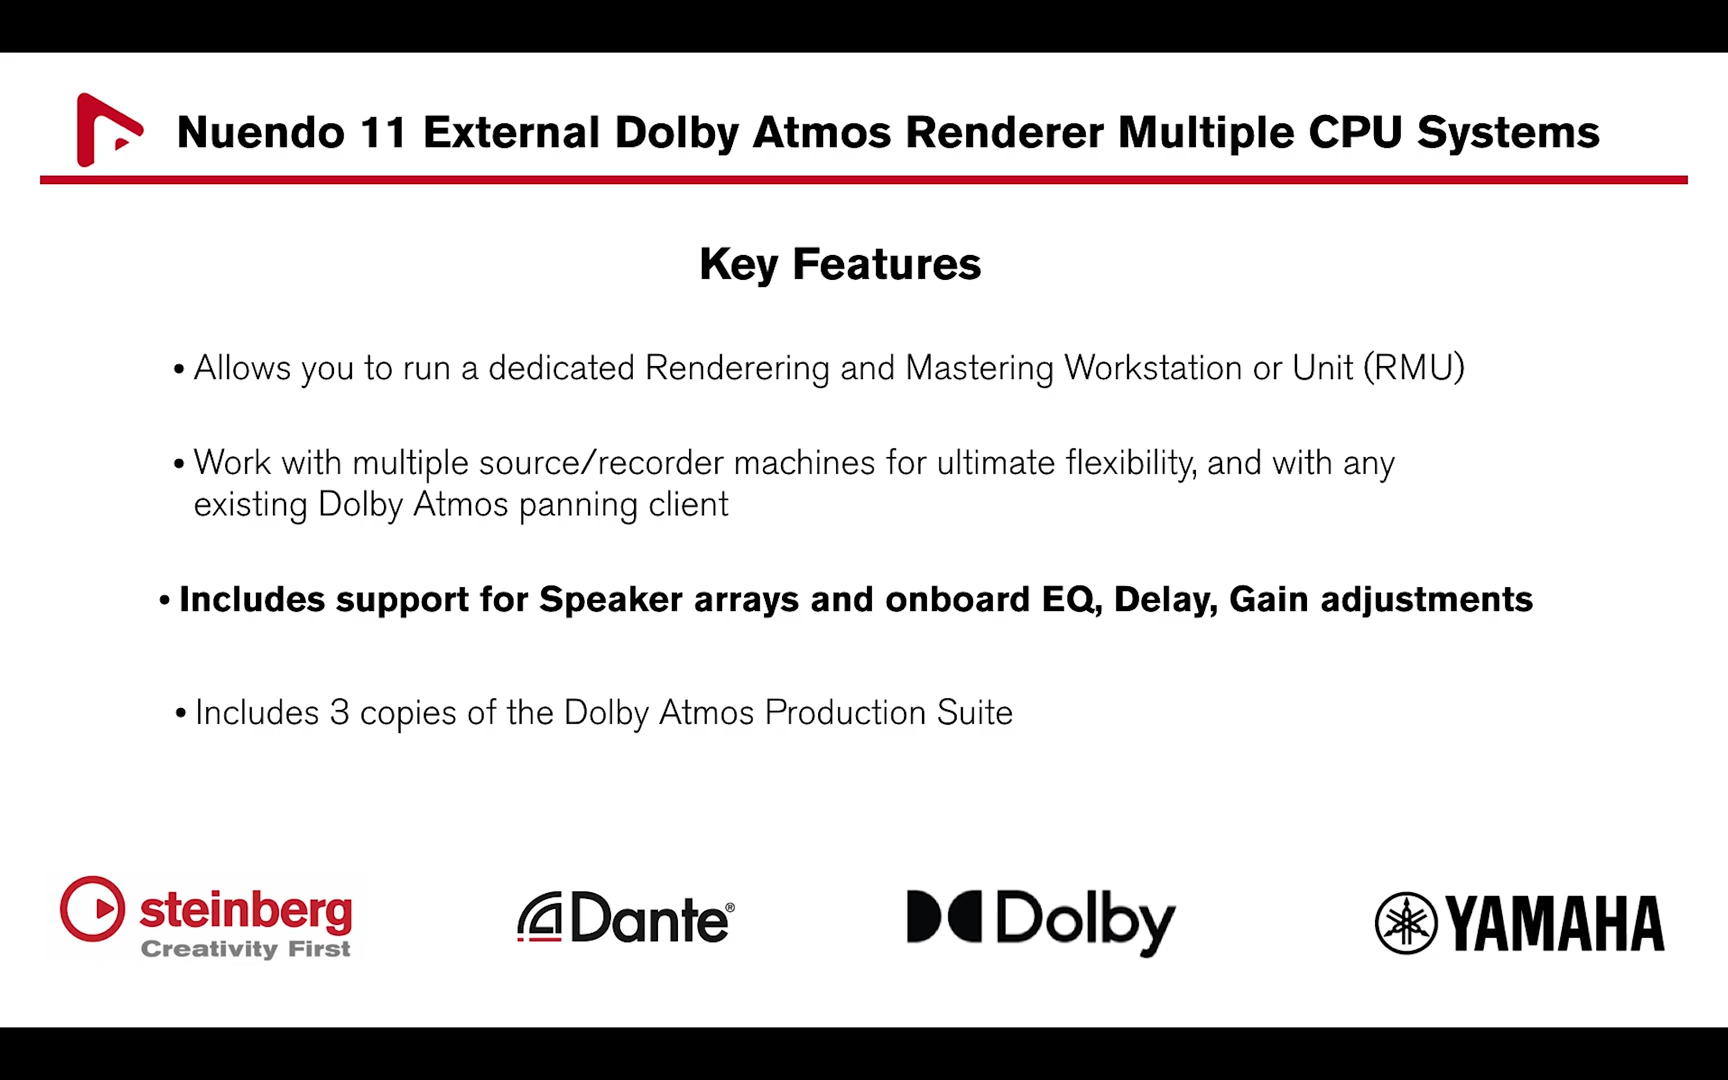 Nuendo 11 External Dolby Atmos Renderer Multiple CPU Systems
Key Features
• Allows you to run a dedicated Renderering and Mastering Workstation or Unit (RMU)
• Work with multiple source/recorder machines for ultimate flexibility, and with any
existing Dolby Atmos panning client
• Includes support for Speaker arrays and onboard EQ, Delay, Gain adjustments
• Includes 3 copies of the Dolby Atmos Production Suite
steinberg
Creativity First
Dante®
Dolby
YAMAHA